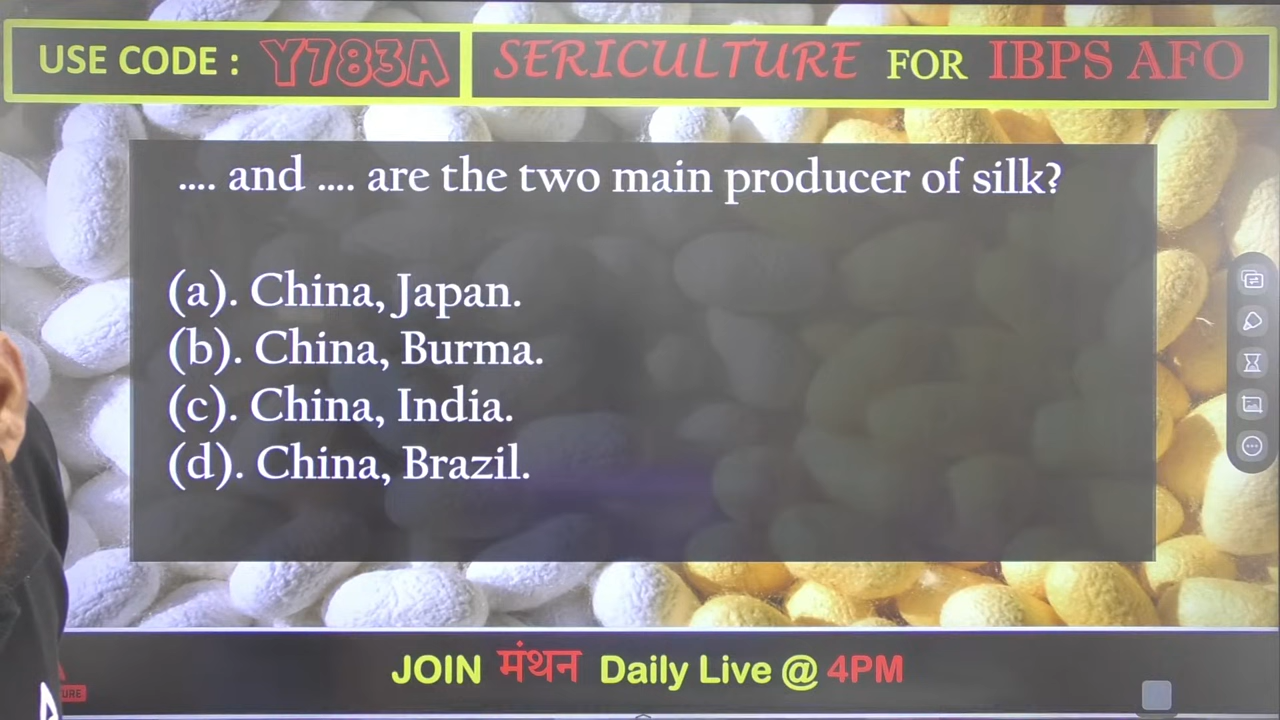 USE CODE : Y783A
SERICULTURE FOR IBPS AFO
.... and .... are the two main producer of silk?
(a). China, Japan.
(b). China, Burma.
(c). China, India.
(d). China, Brazil.
JOIN मंथन Daily Live @ 4PM
URE